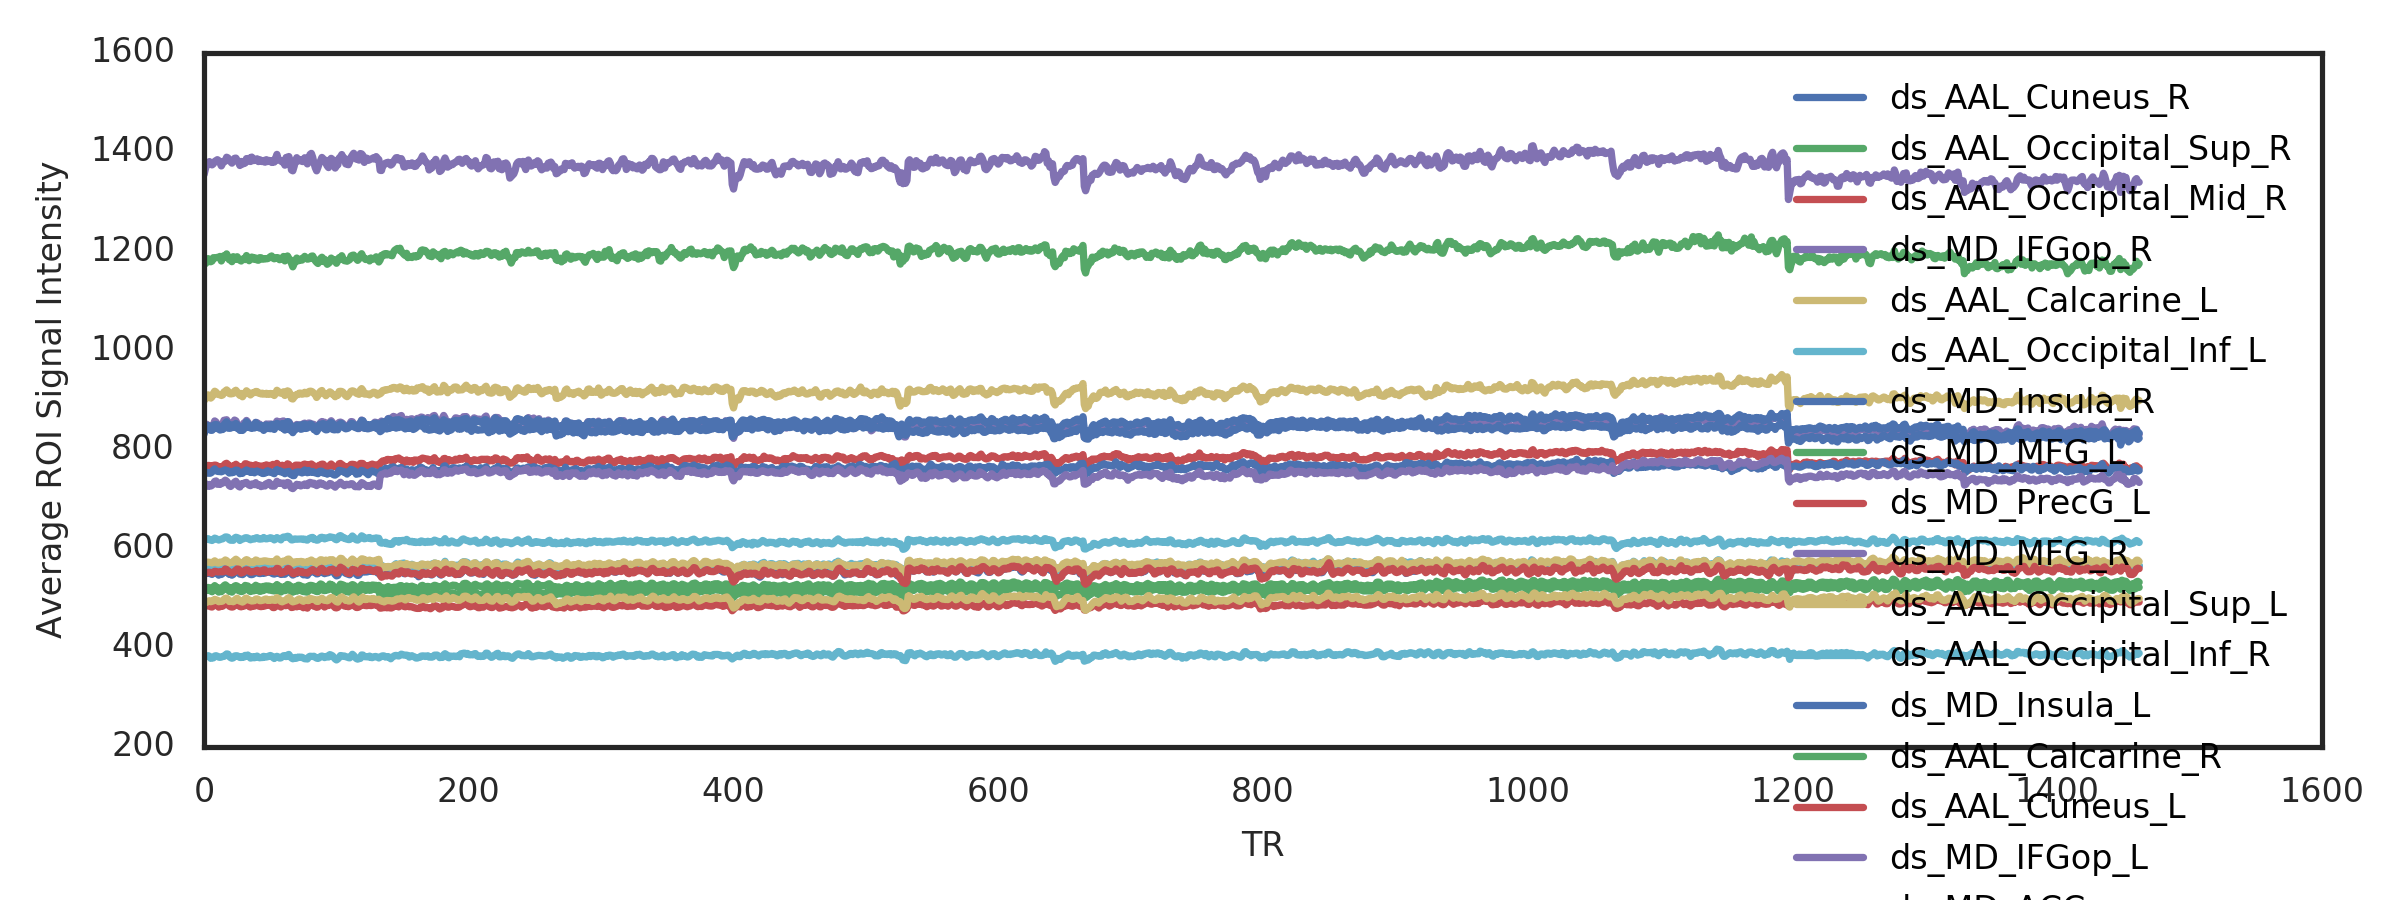 1600
1400
1200
1000
800
600
400
200
Average ROI Signal Intensity
0 200 400 600 800 1000 1200 1400 1600
TR
ds_AAL_Cuneus_R
ds_AAL_Occipital_Sup_R
ds_AAL_Occipital_Mid_R
ds_MD_IFGop_R
ds_AAL_Calcarine_L
ds_AAL_Occipital_Inf_L
ds_MD_Insula_R
ds_MD_MFG_L
ds_MD_PrecG_L
ds_MD_MFG_R
ds_AAL_Occipital_Sup_L
ds_AAL_Occipital_Inf_R
ds_MD_Insula_L
ds_AAL_Calcarine_R
ds_AAL_Cuneus_L
ds_MD_IFGop_L